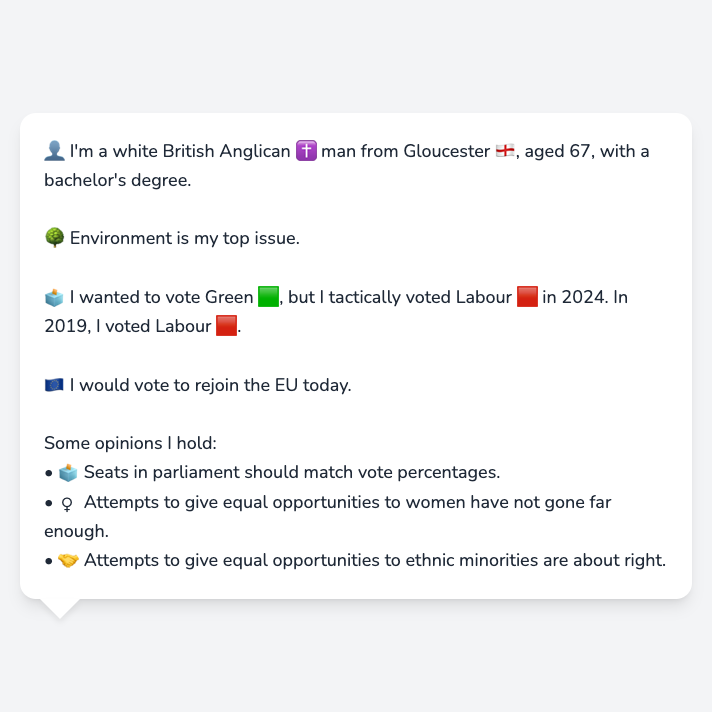 👤 I'm a white British Anglican ✝️ man from Gloucester 🏴󠁧󠁢󠁥󠁮󠁧󠁿, aged 67, with a
bachelor's degree.
🌳 Environment is my top issue.
🗳️ I wanted to vote Green 🟩, but I tactically voted Labour 🟥 in 2024. In
2019, I voted Labour 🟥.
🇪🇺 I would vote to rejoin the EU today.
Some opinions I hold:
• 🗳️ Seats in parliament should match vote percentages.
• ♀ Attempts to give equal opportunities to women have not gone far
enough.
• 🤝 Attempts to give equal opportunities to ethnic minorities are about right.